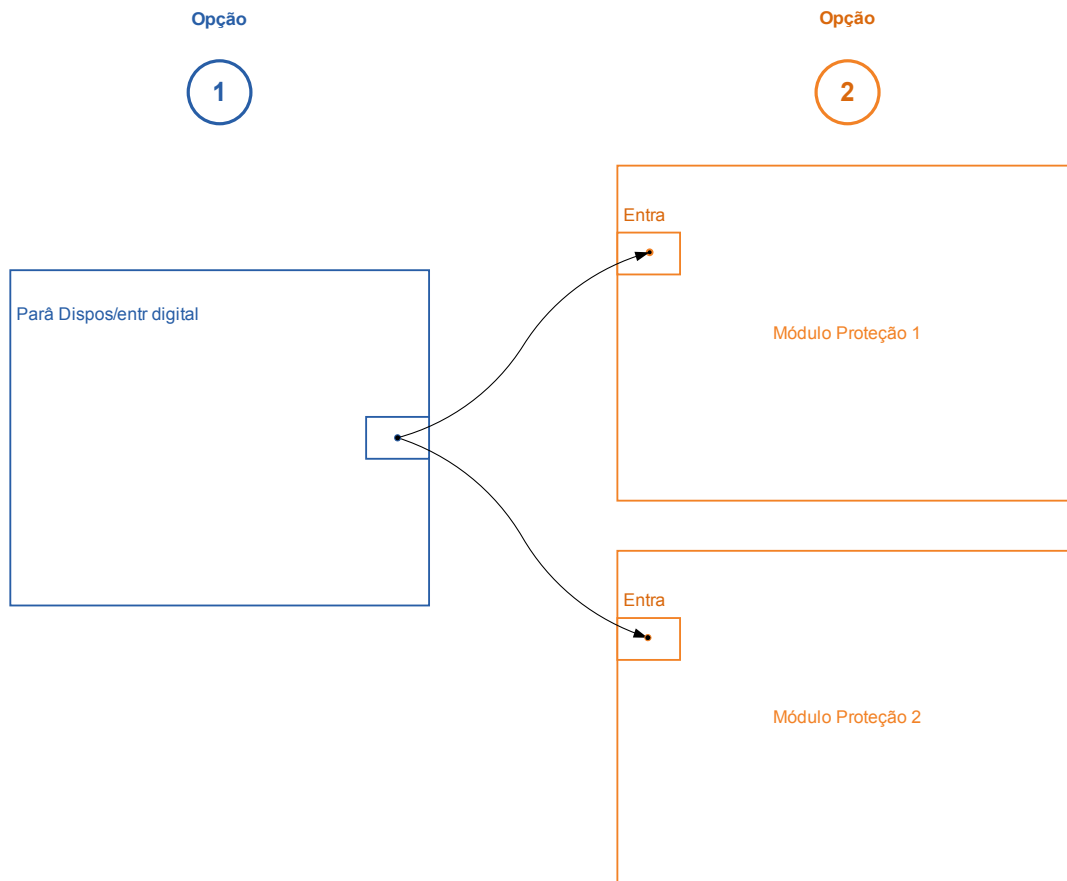 Opção
1
Opção
2
Parâ Dispos/entr digital
Entra
Módulo Proteção 1
Entra
Módulo Proteção 2